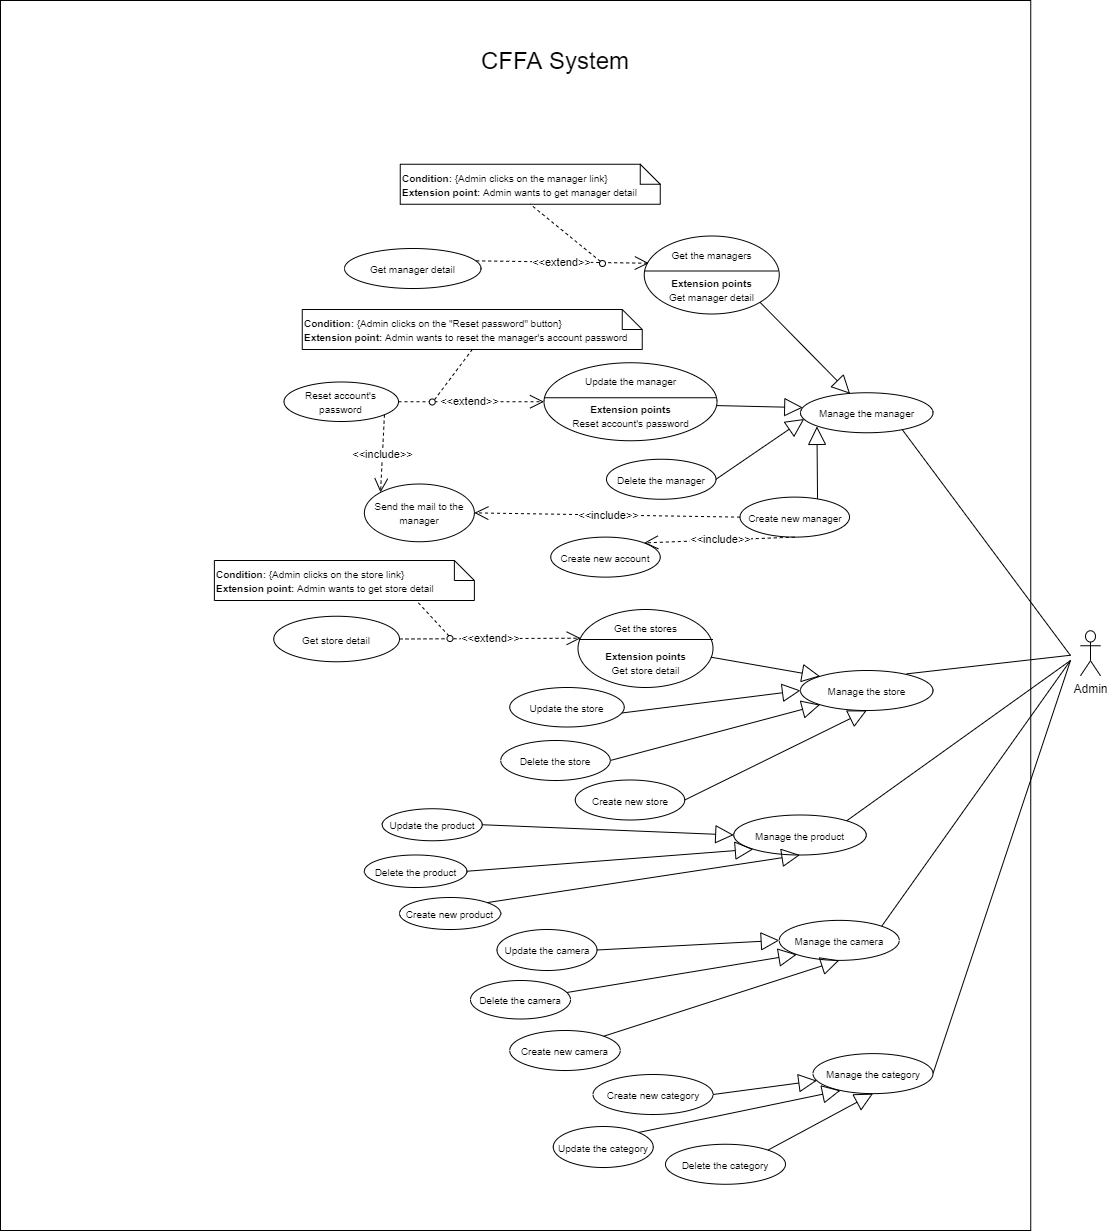 CFFA System
Condition: {Admin clicks on the manager link}
Extension point: Admin wants to get manager detail
Get the managers
<<extend>>
Get manager detail
Extension points
Get manager detail
Condition: {Admin clicks on the "Reset password" button}
Extension point: Admin wants to reset the manager's account password
Update the manager
Reset account's
password
<<extend>>
Extension points
Reset account's password
Manage the manager
<<include>>
Delete the manager
Send the mail to the
manager
<<include>>
Create new manager
<<include>>
Create new account
Condition: {Admin clicks on the store link}
Extension point: Admin wants to get store detail
Get the stores
Get store detail
<<extend>>
Extension points
Get store detail
Admin
Manage the store
Update the store
Delete the store
Create new store
Update the product
Manage the product
Delete the product
Create new product
Update the camera
Manage the camera
Delete the camera
Create new camera
Manage the category
Create new category
Update the category
Delete the category